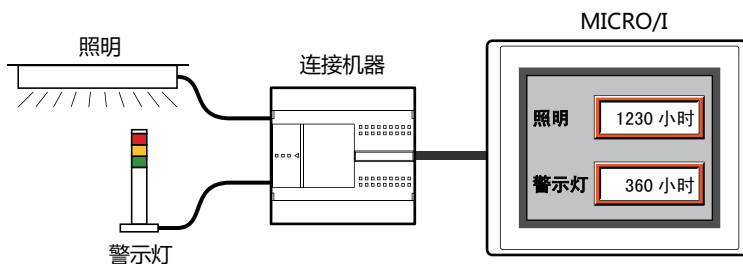 MICRO/I
照明
连接机器
照明
1230 小时
警示灯
360 小时
警示灯